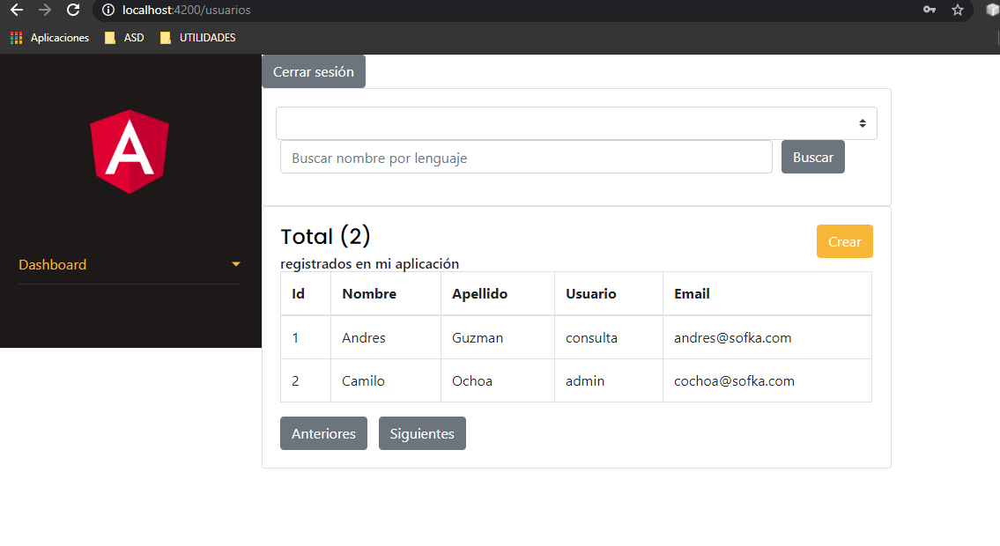 localhost:4200/usuarios
Aplicaciones ASD UTILIDADES
Cerrar sesión
Buscar nombre por lenguaje Buscar
Dashboard
Total (2) Crear
registrados en mi aplicación
Id Nombre Apellido Usuario Email
1 Andres Guzman consulta andres@sofka.com
2 Camilo Ochoa admin cochoa@sofka.com
Anteriores Siguientes